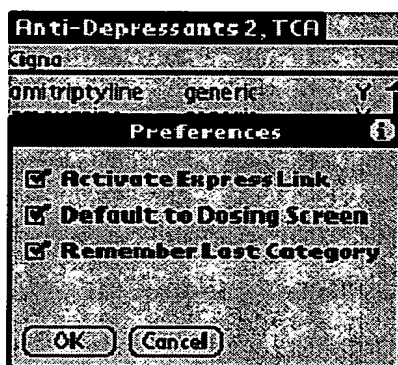 Anti-Depressants 2, TCA
Cigna
amitriptyline generic Y
Preferences
Activate Express Link
Default to Dosing Screen
Remember Last Category
OK Cancel